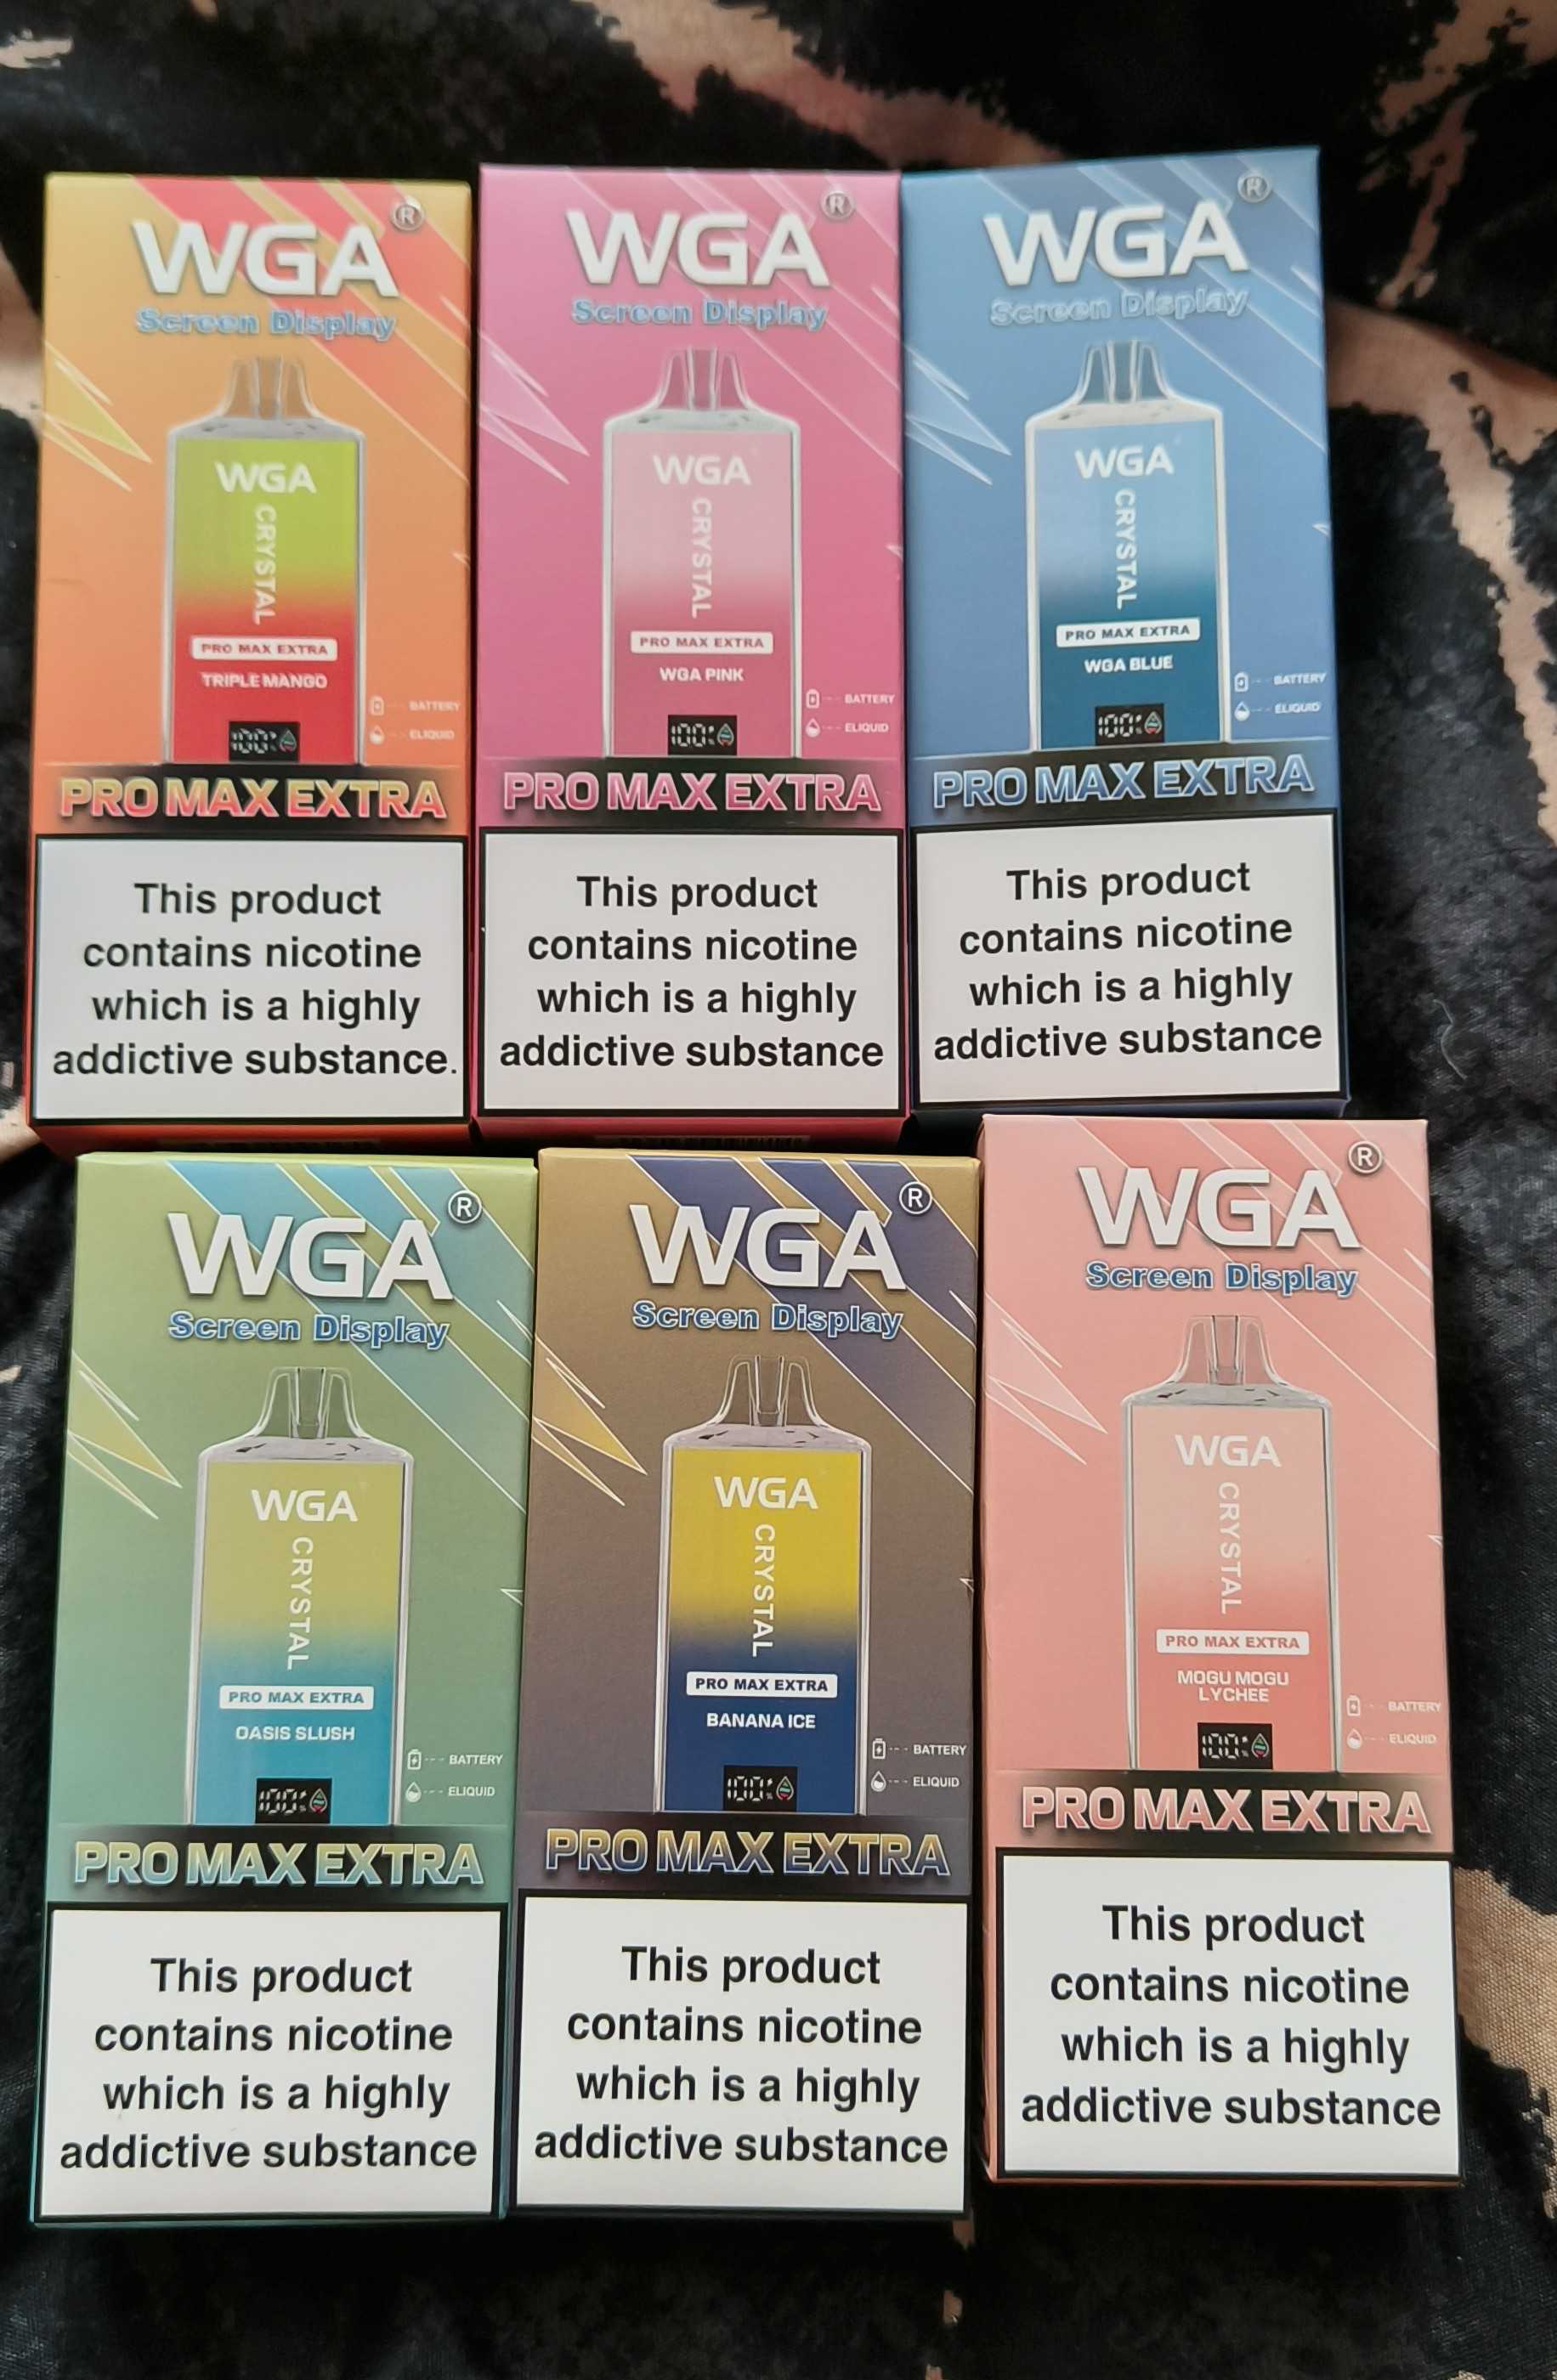 WGA®
Screen Display
WGA
CRYSTAL
PRO MAX EXTRA
TRIPLE MANGO
100%
BATTERY
ELIQUID
PRO MAX EXTRA
This product
contains nicotine
which is a highly
addictive substance.
WGA®
Screen Display
WGA
CRYSTAL
PRO MAX EXTRA
WGA PINK
100%
BATTERY
ELIQUID
PRO MAX EXTRA
This product
contains nicotine
which is a highly
addictive substance
WGA®
Screen Display
WGA
CRYSTAL
PRO MAX EXTRA
WGA BLUE
100%
BATTERY
ELIQUID
PRO MAX EXTRA
This product
contains nicotine
which is a highly
addictive substance
WGA®
Screen Display
WGA
CRYSTAL
PRO MAX EXTRA
OASIS SLUSH
100%
BATTERY
ELIQUID
PRO MAX EXTRA
This product
contains nicotine
which is a highly
addictive substance
WGA®
Screen Display
WGA
CRYSTAL
PRO MAX EXTRA
BANANA ICE
100%
BATTERY
ELIQUID
PRO MAX EXTRA
This product
contains nicotine
which is a highly
addictive substance
WGA®
Screen Display
WGA
CRYSTAL
PRO MAX EXTRA
MOGU MOGU
LYCHEE
100%
BATTERY
ELIQUID
PRO MAX EXTRA
This product
contains nicotine
which is a highly
addictive substance